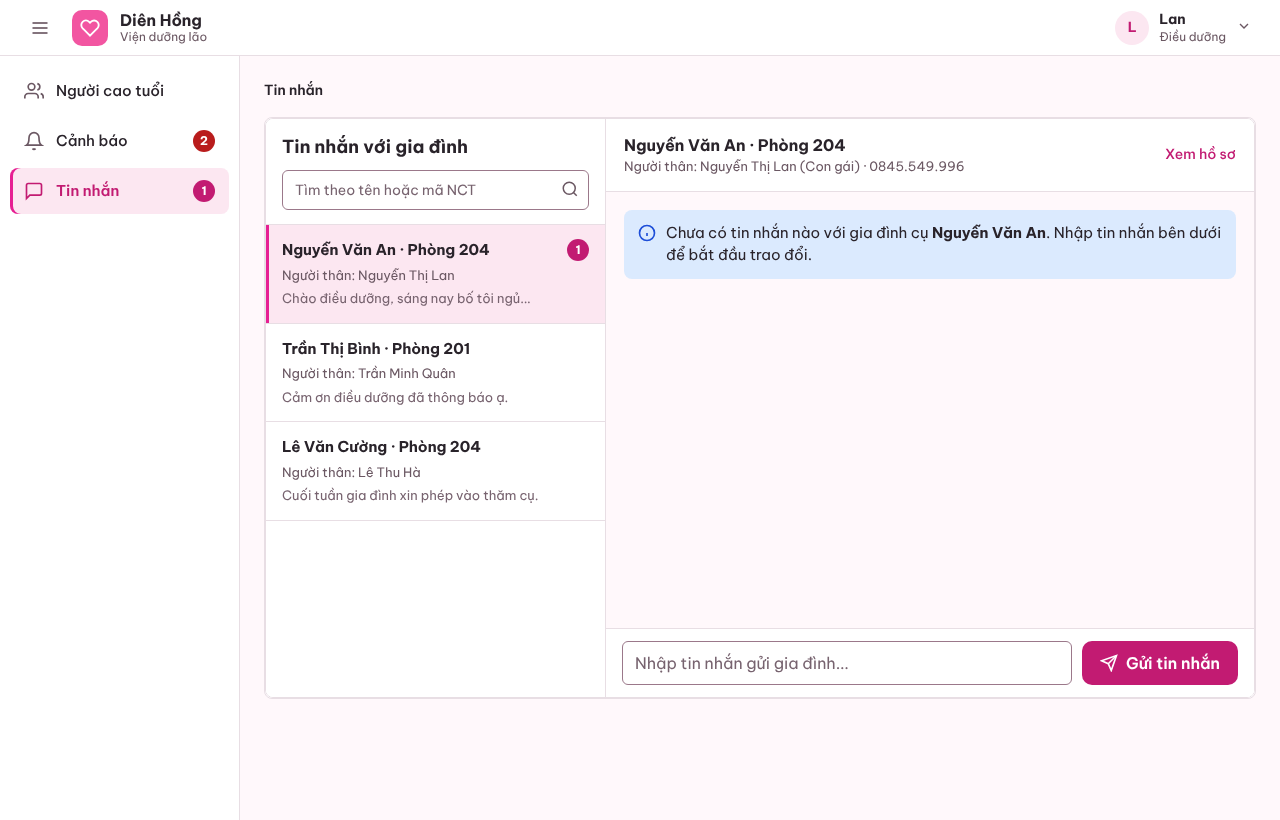 Diên Hồng
Viện dưỡng lão
L
Lan
Điều dưỡng
Người cao tuổi
Cảnh báo
2
Tin nhắn
1
Tin nhắn
Tin nhắn với gia đình
Tìm theo tên hoặc mã NCT
Nguyễn Văn An · Phòng 204
1
Người thân: Nguyễn Thị Lan
Chào điều dưỡng, sáng nay bố tôi ngủ...
Trần Thị Bình · Phòng 201
Người thân: Trần Minh Quân
Cảm ơn điều dưỡng đã thông báo ạ.
Lê Văn Cường · Phòng 204
Người thân: Lê Thu Hà
Cuối tuần gia đình xin phép vào thăm cụ.
Nguyễn Văn An · Phòng 204
Người thân: Nguyễn Thị Lan (Con gái) · 0845.549.996
Xem hồ sơ
Chưa có tin nhắn nào với gia đình cụ Nguyễn Văn An. Nhập tin nhắn bên dưới
để bắt đầu trao đổi.
Nhập tin nhắn gửi gia đình...
Gửi tin nhắn